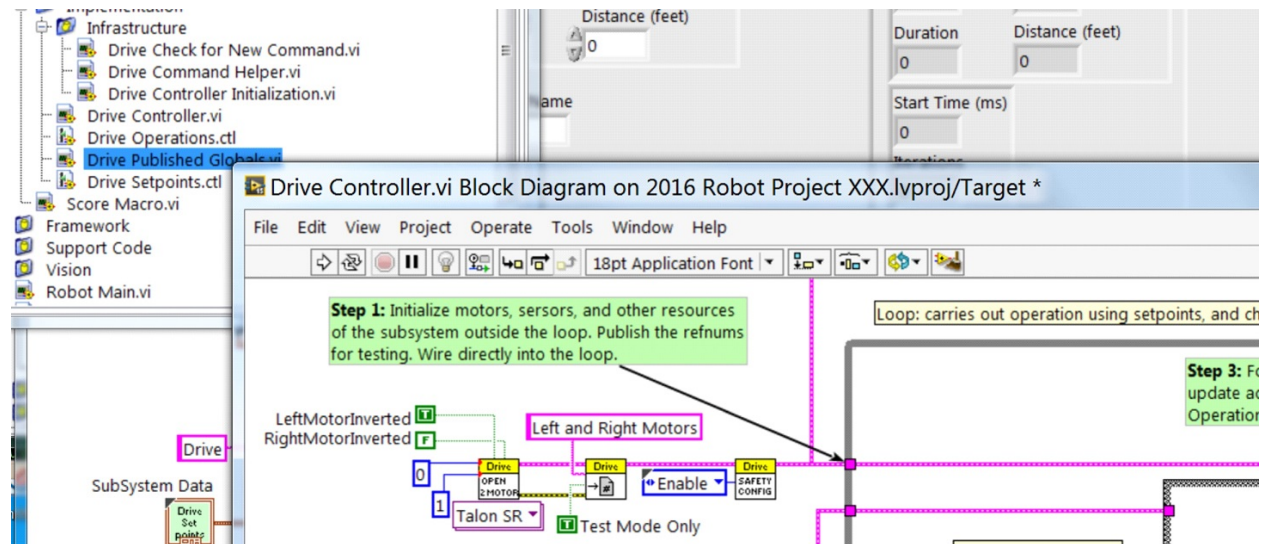 Implementation
Infrastructure
Drive Check for New Command.vi
Drive Command Helper.vi
Drive Controller Initialization.vi
Drive Controller.vi
Drive Operations.ctl
Drive Published Globals.vi
Drive Setpoints.ctl
Score Macro.vi
Framework
Support Code
Vision
Robot Main.vi
Distance (feet)
0
ame
Duration
Distance (feet)
0
0
Start Time (ms)
0
Iterations
Drive Controller.vi Block Diagram on 2016 Robot Project XXX.lvproj/Target *
File Edit View Project Operate Tools Window Help
18pt Application Font
Step 1: Initialize motors, sersors, and other resources
of the subsystem outside the loop. Publish the refnums
for testing. Wire directly into the loop.
Loop: carries out operation using setpoints, and ch
Step 3: Fo
update ac
Operation
LeftMotorInverted T
RightMotorInverted F
Left and Right Motors
0
1
Drive
OPEN
2 MOTOR
Talon SR
Drive
T Test Mode Only
Enable
Drive
SAFETY
CONFIG
Drive
SubSystem Data
Drive
Set
points